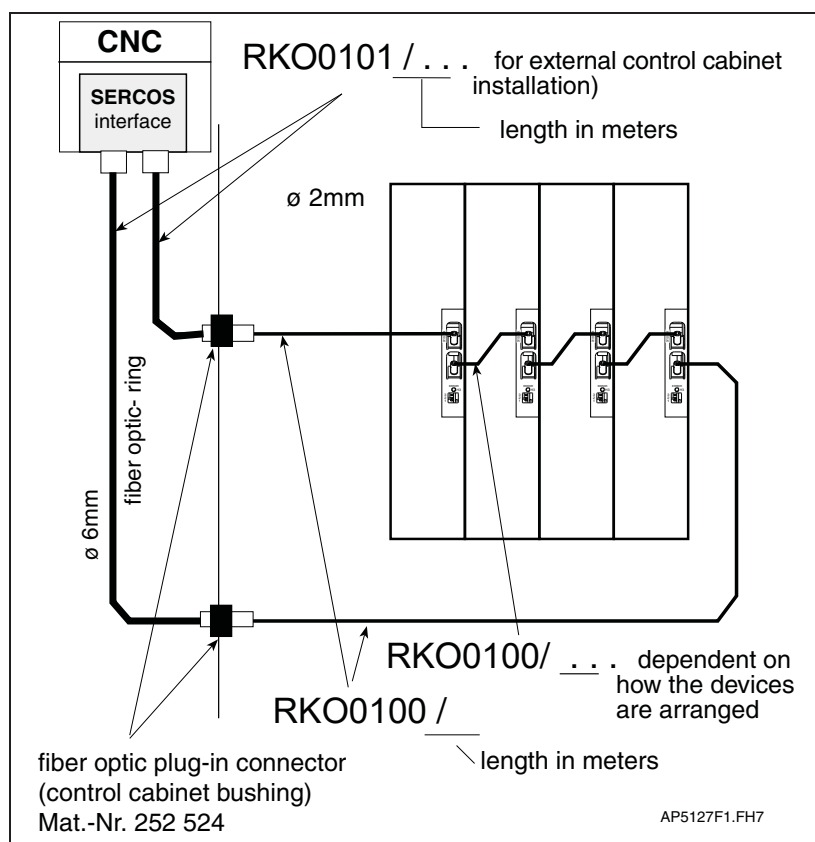 CNC
SERCOS
interface
RKO0101 / . . . for external control cabinet
installation)
length in meters
ø 2mm
fiber optic- ring
ø 6mm
RKO0100/ . . . dependent on
how the devices
are arranged
RKO0100 /
length in meters
fiber optic plug-in connector
(control cabinet bushing)
Mat.-Nr. 252 524
AP5127F1.FH7